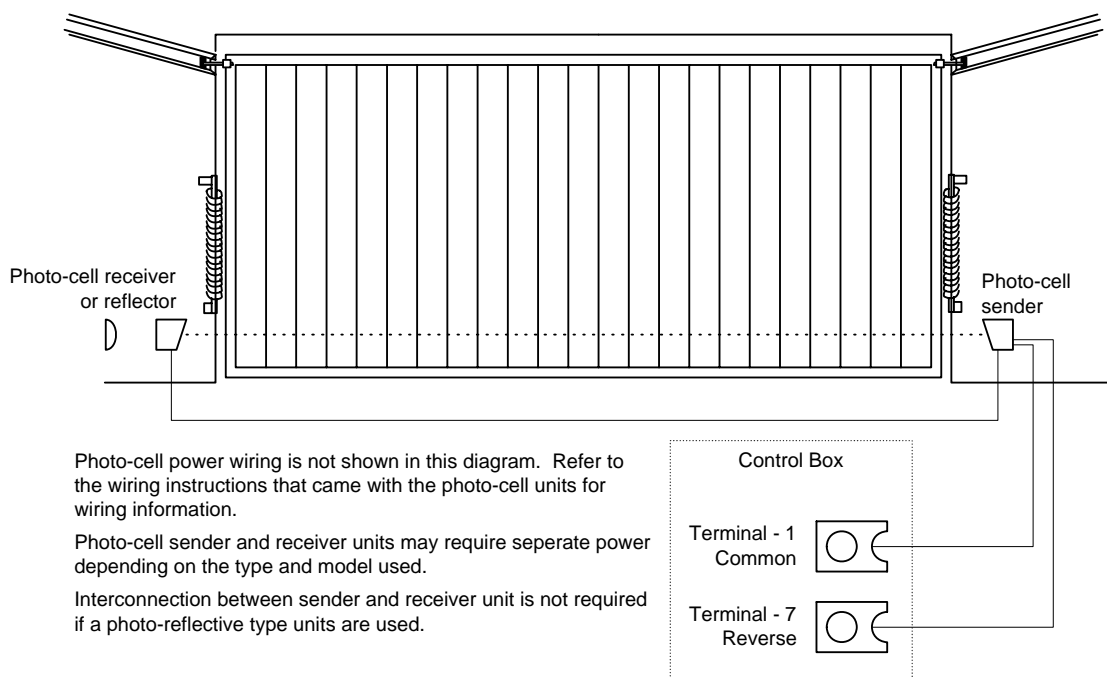 Photo-cell receiver
or reflector
Photo-cell
sender
Photo-cell power wiring is not shown in this diagram.  Refer to
the wiring instructions that came with the photo-cell units for
wiring information.
Photo-cell sender and receiver units may require seperate power
depending on the type and model used.
Interconnection between sender and receiver unit is not required
if a photo-reflective type units are used.
Control Box
Terminal - 1
Common
Terminal - 7
Reverse